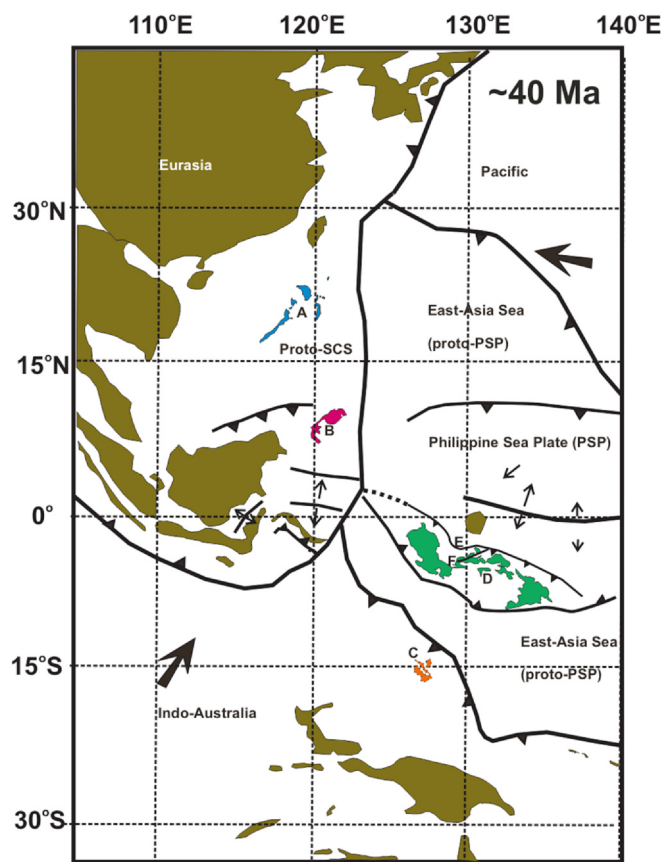 110°E 120°E 130°E 140°E
~40 Ma
Eurasia
Pacific
30°N
A
East-Asia Sea
(proto-PSP)
Proto-SCS
15°N
B
Philippine Sea Plate (PSP)
0°
E
F
D
C
East-Asia Sea
(proto-PSP)
15°S
Indo-Australia
30°S